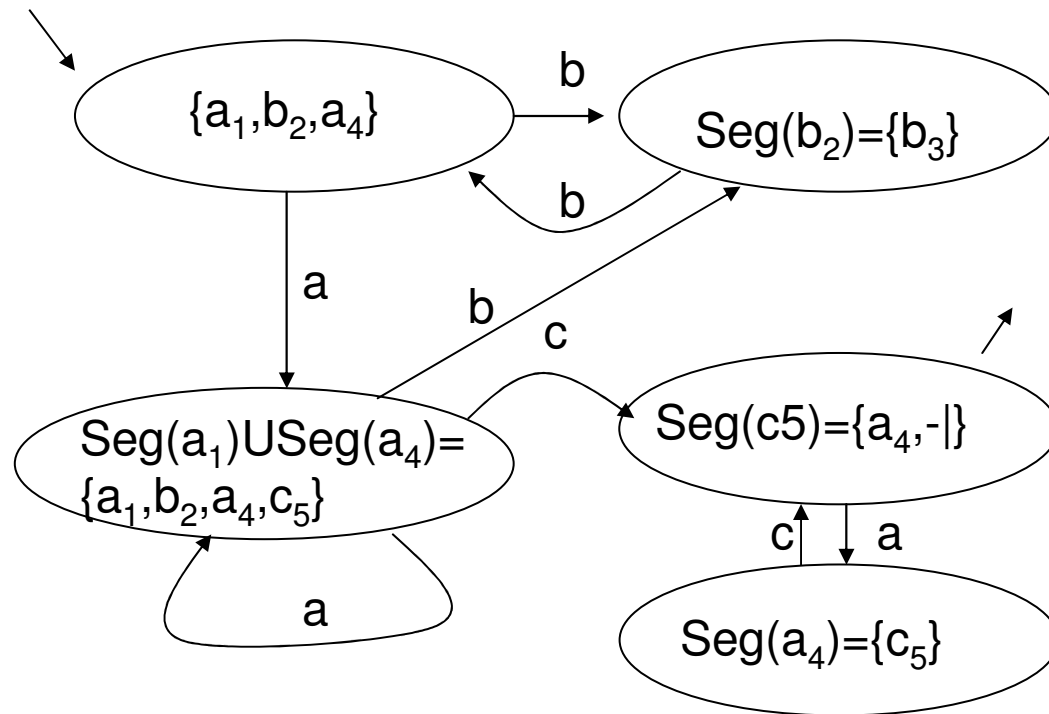 {a₁,b₂,a₄}
b
Seg(b₂)={b₃}
b
a
b
c
Seg(a₁)USeg(a₄)=
{a₁,b₂,a₄,c₅}
Seg(c5)={a₄,-|}
c
a
a
Seg(a₄)={c₅}